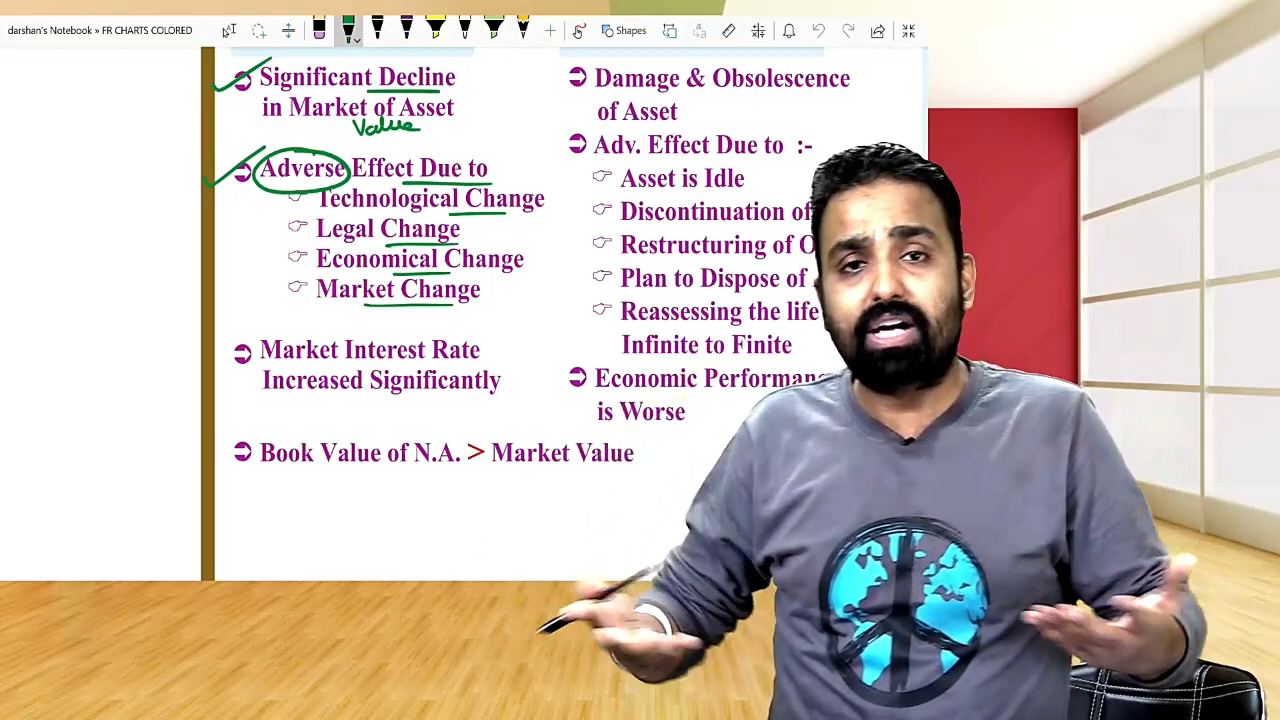 darshan's Notebook » FR CHARTS COLORED
Shapes
Significant Decline
in Market of Asset
Value
Adverse Effect Due to
Technological Change
Legal Change
Economical Change
Market Change
Market Interest Rate
Increased Significantly
Book Value of N.A. > Market Value
Damage & Obsolescence
of Asset
Adv. Effect Due to :-
Asset is Idle
Discontinuation of
Restructuring of O
Plan to Dispose of
Reassessing the life
Infinite to Finite
Economic Performan
is Worse